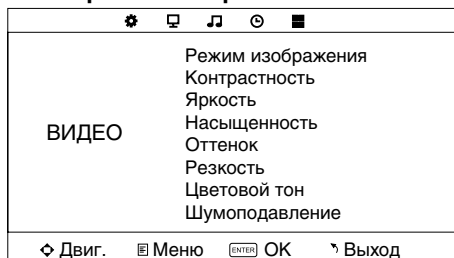 ВИДЕО
Режим изображения
Контрастность
Яркость
Насыщенность
Оттенок
Резкость
Цветовой тон
Шумоподавление
Двиг. Меню ENTER OK Выход